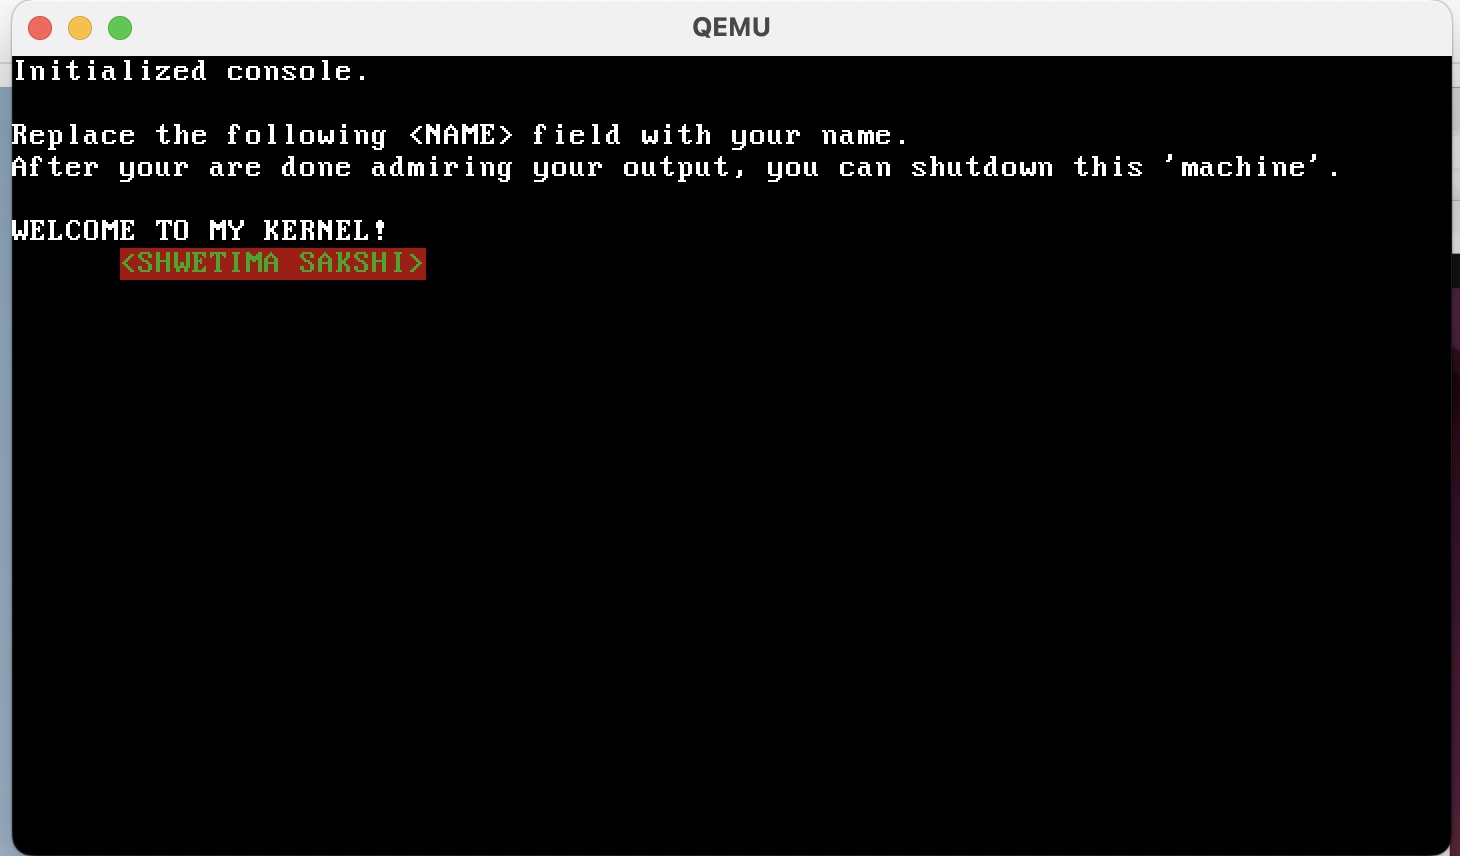 QEMU
Initialized console.
Replace the following <NAME> field with your name.
After your are done admiring your output, you can shutdown this 'machine'.
WELCOME TO MY KERNEL!
<SHWETIMA SAKSHI>